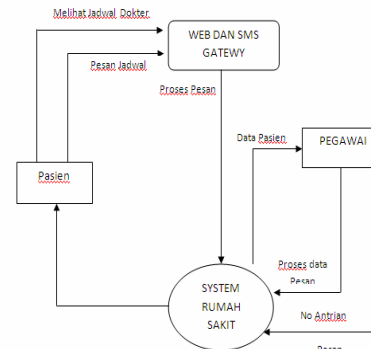 Melihat Jadwal Dokter
WEB DAN SMS
GATEWY
Pesan Jadwal
Proses Pesan
Data Pasien
PEGAWAI
Pasien
Proses data
Pesan
SYSTEM
RUMAH
SAKIT
No Antrian